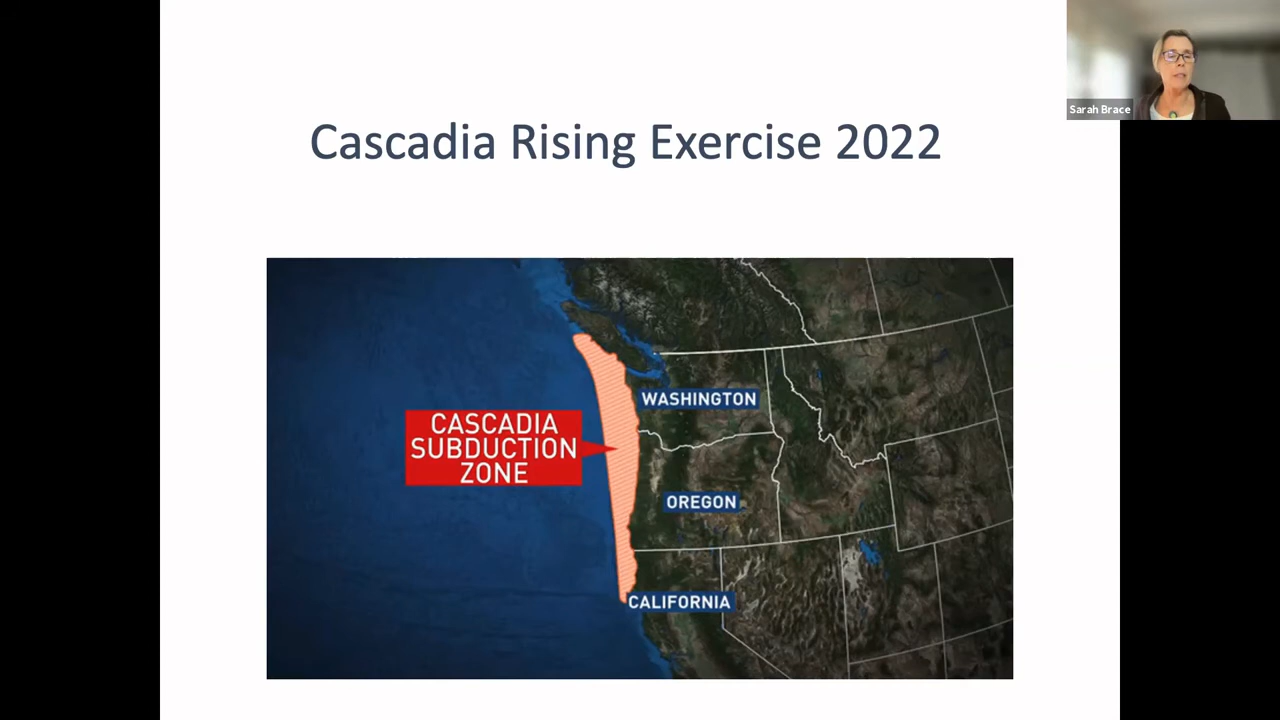 Sarah Brace
Cascadia Rising Exercise 2022
WASHINGTON
CASCADIA
SUBDUCTION
ZONE
OREGON
CALIFORNIA